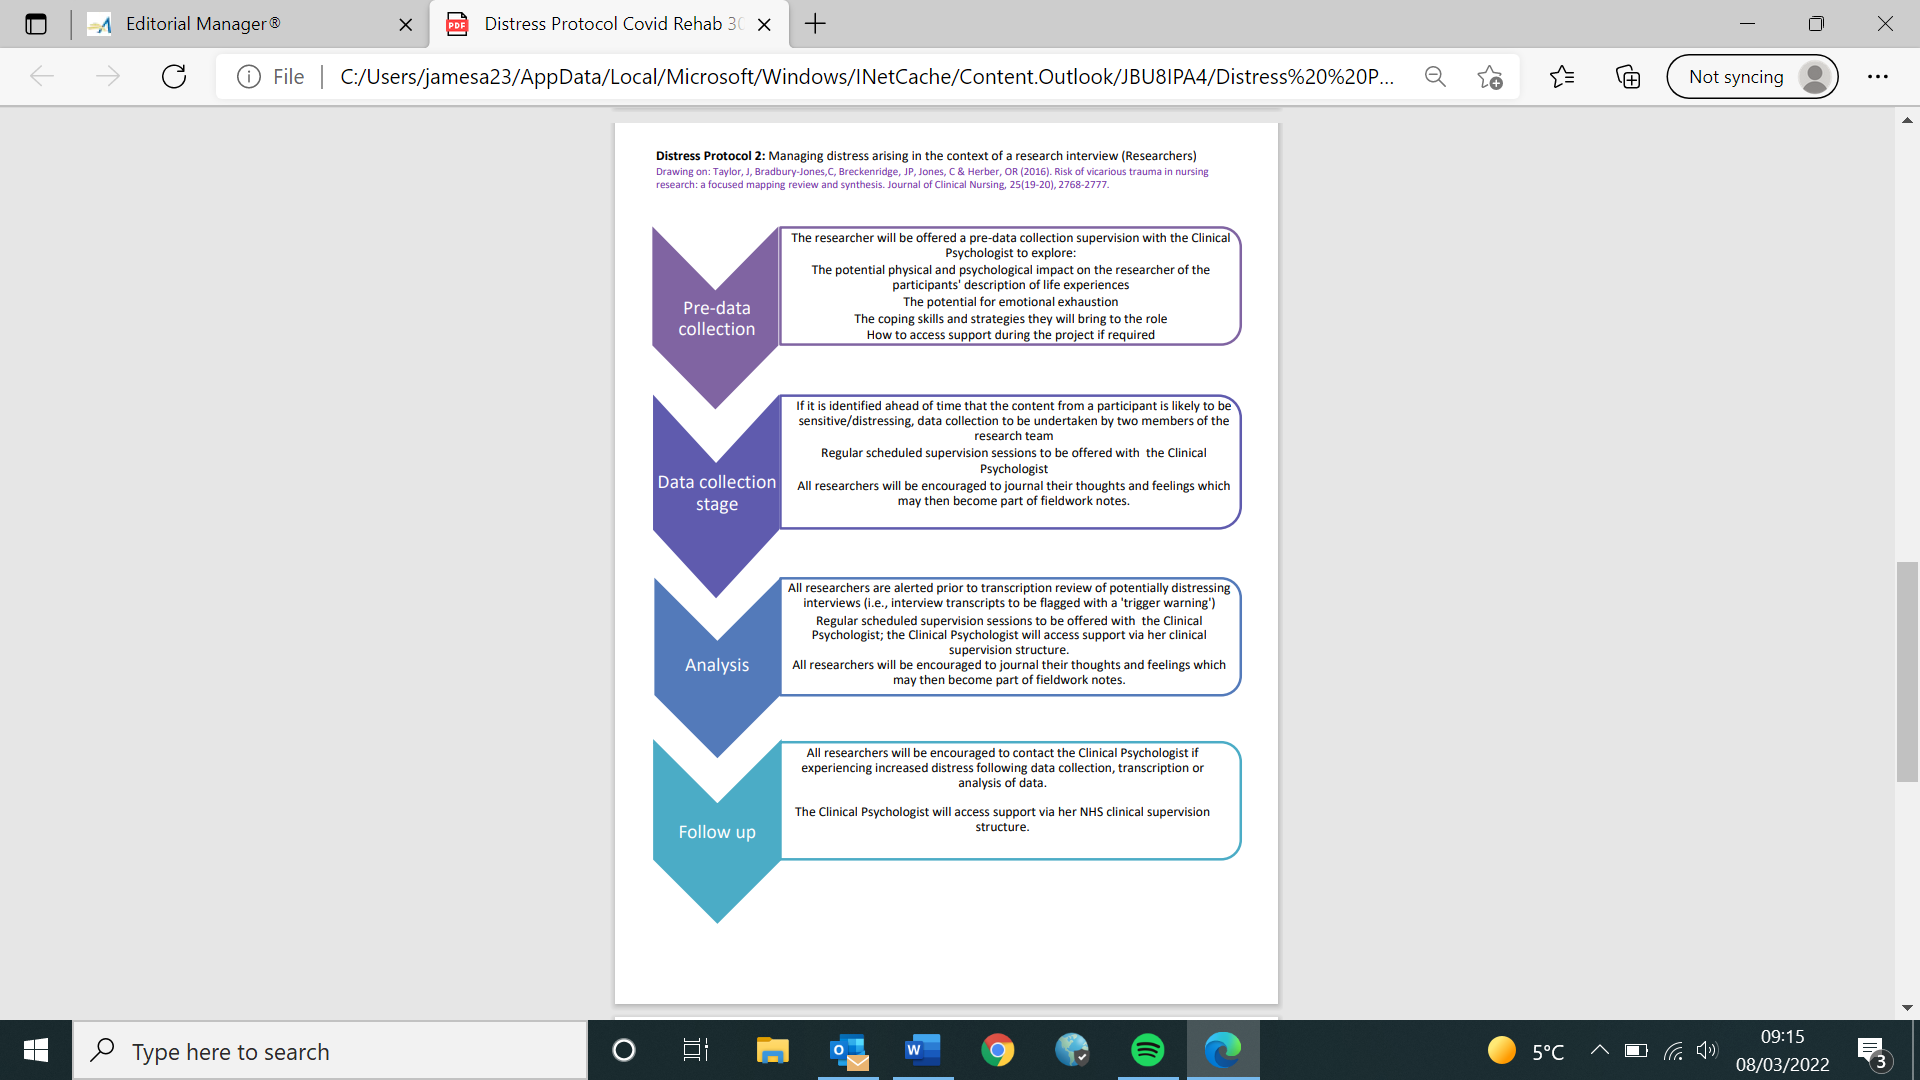 Editorial Manager®
Distress Protocol Covid Rehab 30
File
C:/Users/jamesa23/AppData/Local/Microsoft/Windows/INetCache/Content.Outlook/JBU8IPA4/Distress%20%20P...
Not syncing
Distress Protocol 2: Managing distress arising in the context of a research interview (Researchers)
Drawing on: Taylor, J, Bradbury-Jones,C, Breckenridge, JP, Jones, C & Herber, OR (2016). Risk of vicarious trauma in nursing
research: a focused mapping review and synthesis. Journal of Clinical Nursing, 25(19-20), 2768-2777.
Pre-data
collection
The researcher will be offered a pre-data collection supervision with the Clinical
Psychologist to explore:
The potential physical and psychological impact on the researcher of the
participants' description of life experiences
The potential for emotional exhaustion
The coping skills and strategies they will bring to the role
How to access support during the project if required
Data collection
stage
If it is identified ahead of time that the content from a participant is likely to be
sensitive/distressing, data collection to be undertaken by two members of the
research team
Regular scheduled supervision sessions to be offered with  the Clinical
Psychologist
All researchers will be encouraged to journal their thoughts and feelings which
may then become part of fieldwork notes.
Analysis
All researchers are alerted prior to transcription review of potentially distressing
interviews (i.e., interview transcripts to be flagged with a 'trigger warning')
Regular scheduled supervision sessions to be offered with  the Clinical
Psychologist; the Clinical Psychologist will access support via her clinical
supervision structure.
All researchers will be encouraged to journal their thoughts and feelings which
may then become part of fieldwork notes.
Follow up
All researchers will be encouraged to contact the Clinical Psychologist if
experiencing increased distress following data collection, transcription or
analysis of data.
The Clinical Psychologist will access support via her NHS clinical supervision
structure.
Type here to search
5°C
09:15
08/03/2022
3